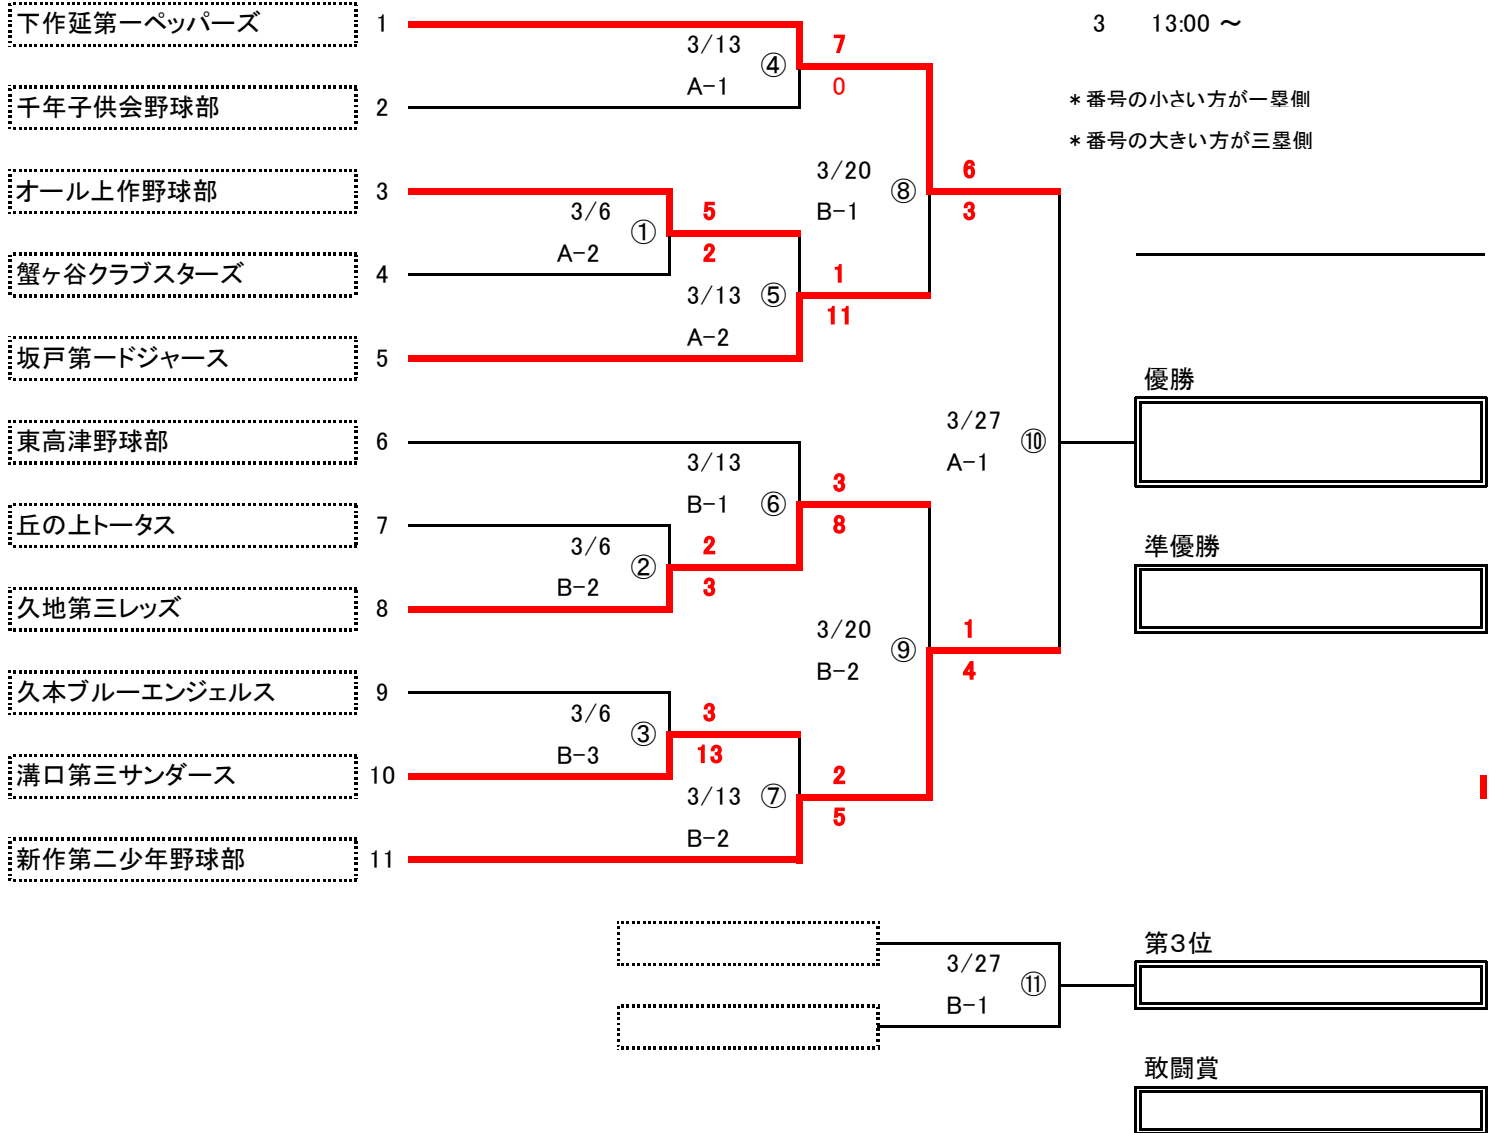 下作延第一ペッパーズ 1
3 13:00 ～
3/13 ④ 7
A-1 0
千年子供会野球部 2
＊番号の小さい方が一塁側
＊番号の大きい方が三塁側
オール上作野球部 3
3/20 ⑧ 6
B-1 3
3/6 ① 5
A-2 2
蟹ヶ谷クラブスターズ 4
3/13 ⑤ 1
A-2 11
坂戸第一ドジャース 5
優勝
東高津野球部 6
3/27 ⑩
A-1
3/13 ⑥ 3
B-1 8
丘の上トータス 7
3/6 ② 2
B-2 3
準優勝
久地第三レッズ 8
3/20 ⑨ 1
B-2 4
久本ブルーエンジェルス 9
3/6 ③ 3
B-3 13
溝口第三サンダース 10
3/13 ⑦ 2
B-2 5
新作第二少年野球部 11
第3位
3/27 ⑪
B-1
敢闘賞